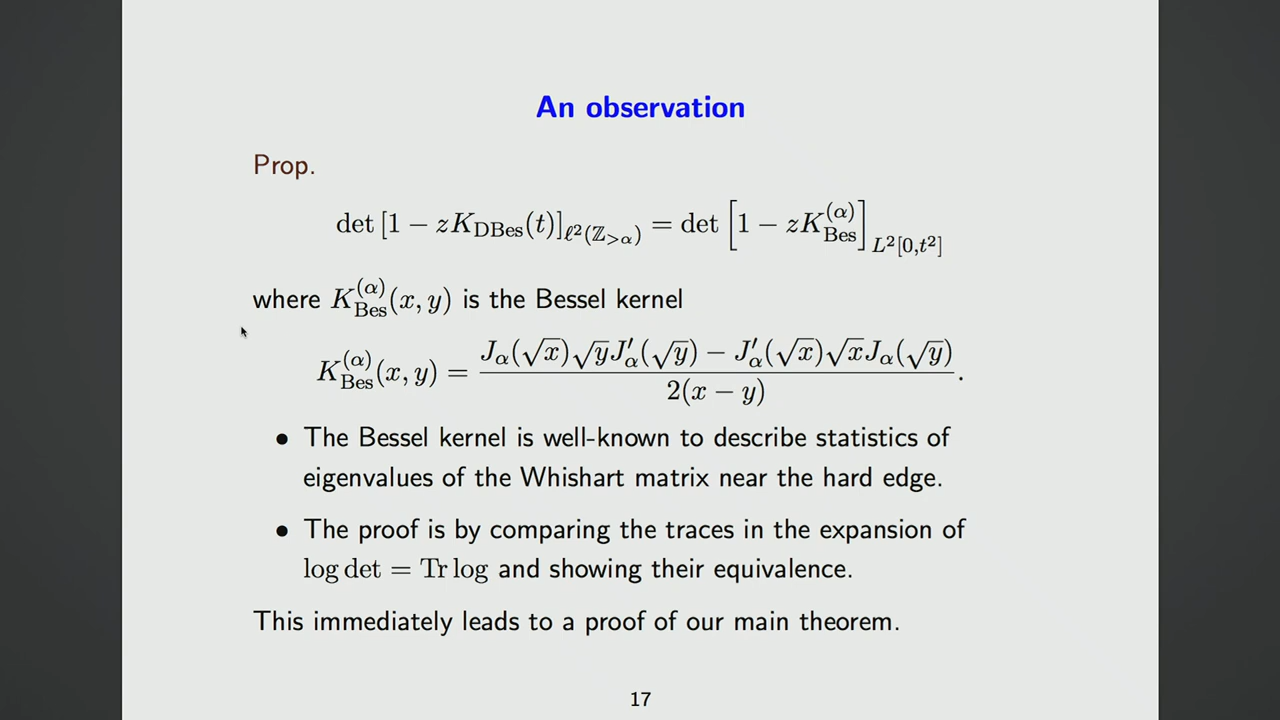 An observation
Prop.
det [1 − zK_DBes(t)]_{ℓ²(ℤ_{>α})} = det [1 − zK_Bes^{(α)}]_{L²[0,t²]}
where K_Bes^{(α)}(x, y) is the Bessel kernel
K_Bes^{(α)}(x, y) = \frac{J_α(√x)√y J′_α(√y) − J′_α(√x)√x J_α(√y)}{2(x − y)}.
• The Bessel kernel is well-known to describe statistics of
eigenvalues of the Whishart matrix near the hard edge.
• The proof is by comparing the traces in the expansion of
log det = Tr log and showing their equivalence.
This immediately leads to a proof of our main theorem.
17